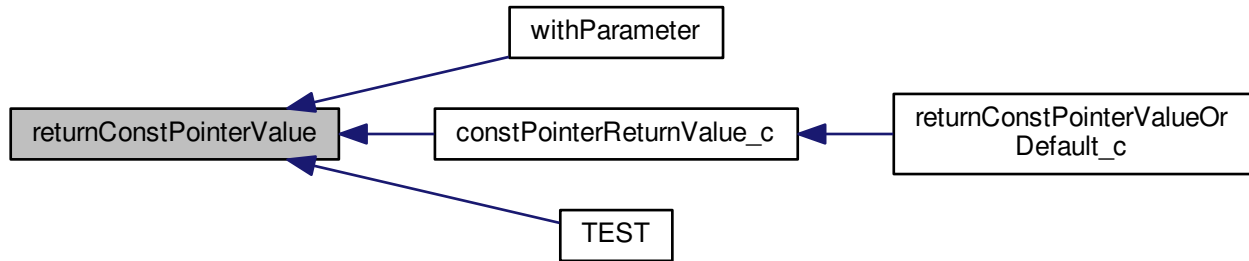 withParameter
returnConstPointerValue
constPointerReturnValue_c
returnConstPointerValueOr
Default_c
TEST